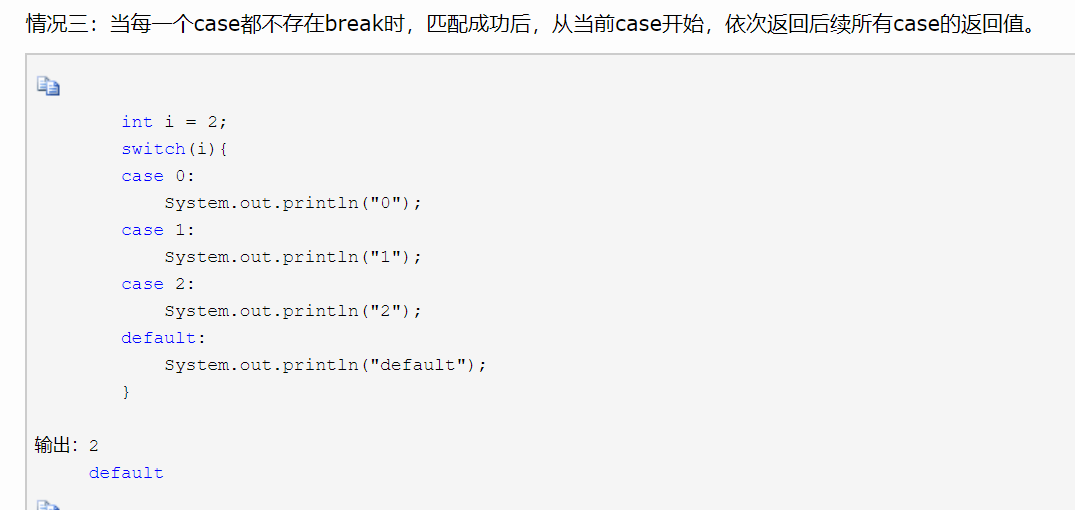 情况三：当每一个case都不存在break时，匹配成功后，从当前case开始，依次返回后续所有case的返回值。
int i = 2;
switch(i){
case 0:
System.out.println("0");
case 1:
System.out.println("1");
case 2:
System.out.println("2");
default:
System.out.println("default");
}
输出：2
default